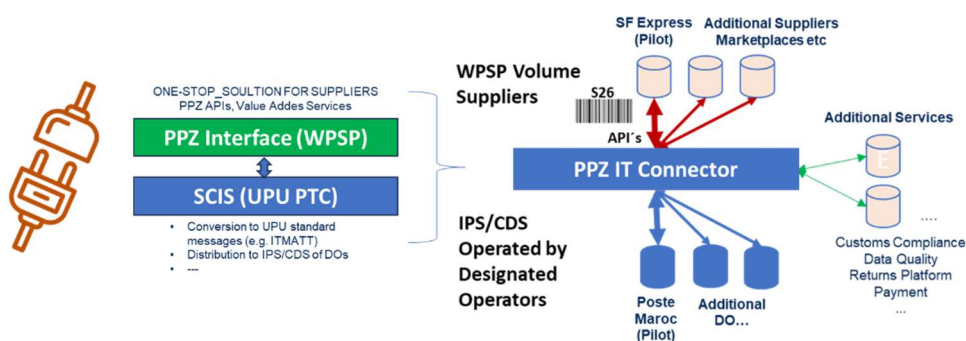 ONE-STOP_SOULTION FOR SUPPLIERS
PPZ APIs, Value Addes Services
PPZ Interface (WPSP)
SCIS (UPU PTC)
• Conversion to UPU standard
messages (e.g. ITMATT)
• Distribution to IPS/CDS of DOs
• ---
WPSP Volume
Suppliers
SF Express
(Pilot)
Additional Suppliers
Marketplaces etc
S26
API´s
PPZ IT Connector
IPS/CDS
Operated by
Designated
Operators
Poste
Maroc
(Pilot)
Additional
DO...
Additional Services
E
....
Customs Compliance
Data Quality
Returns Platform
Payment
...